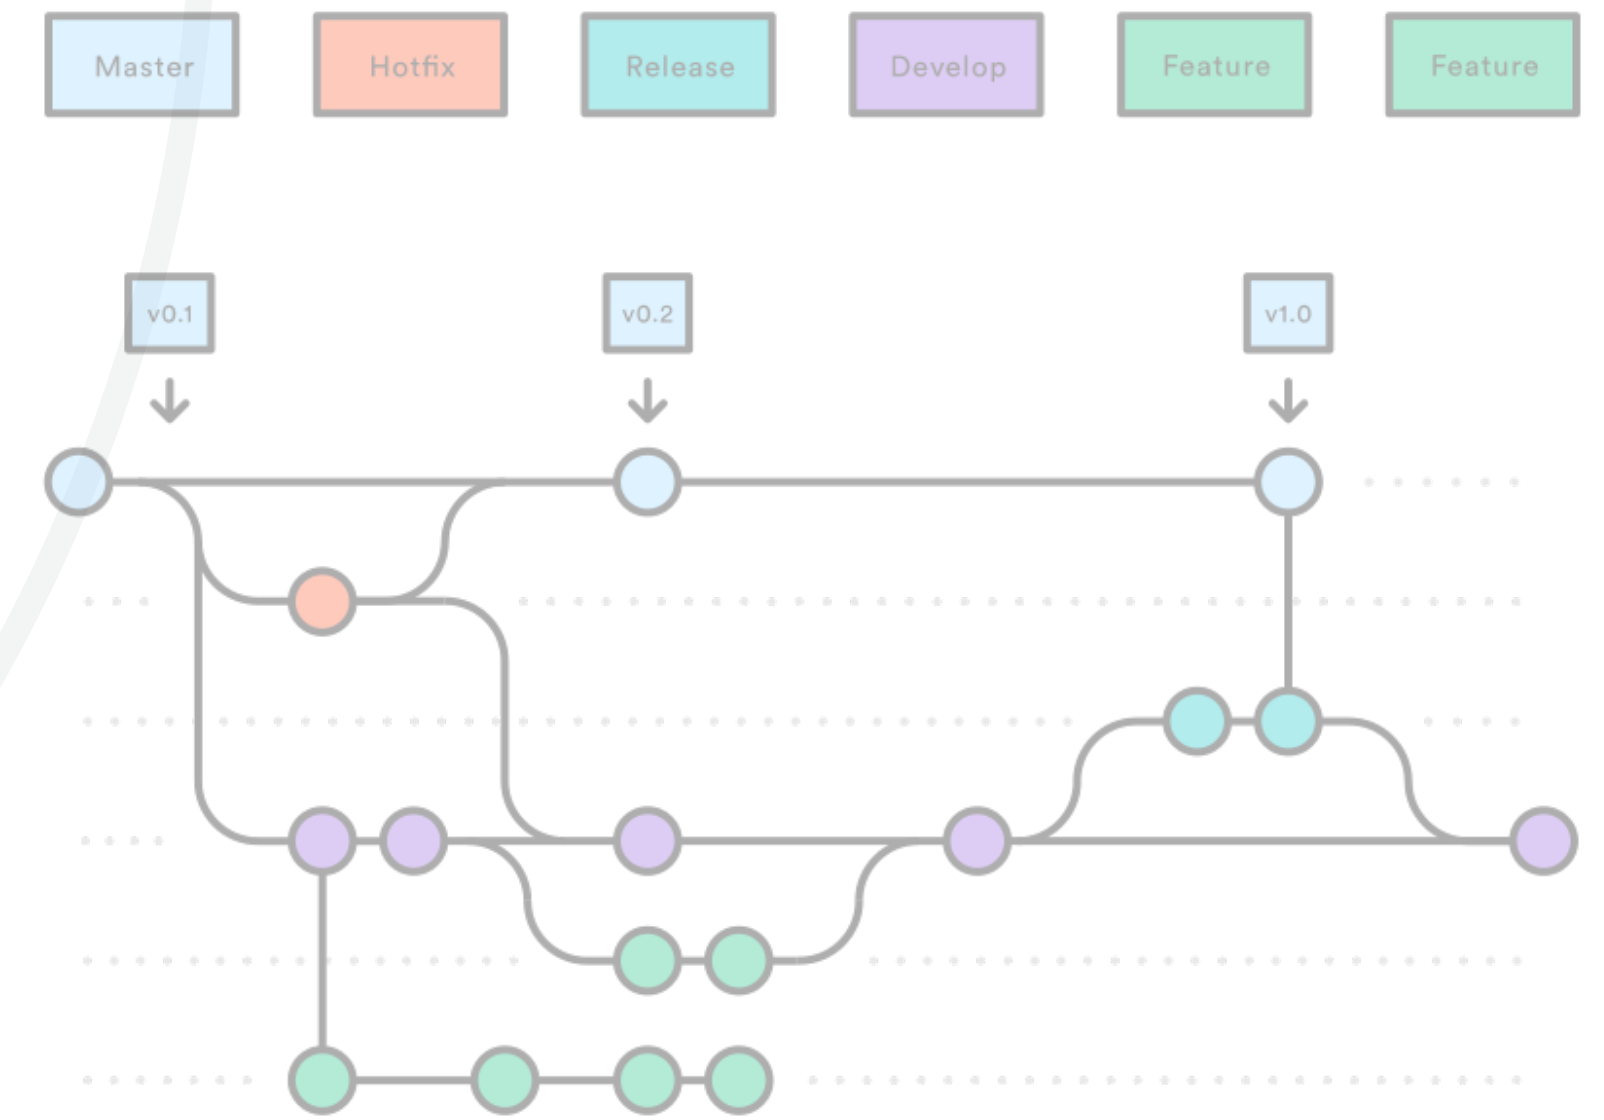 Master
Hotfix
Release
Develop
Feature
Feature
v0.1
v0.2
v1.0